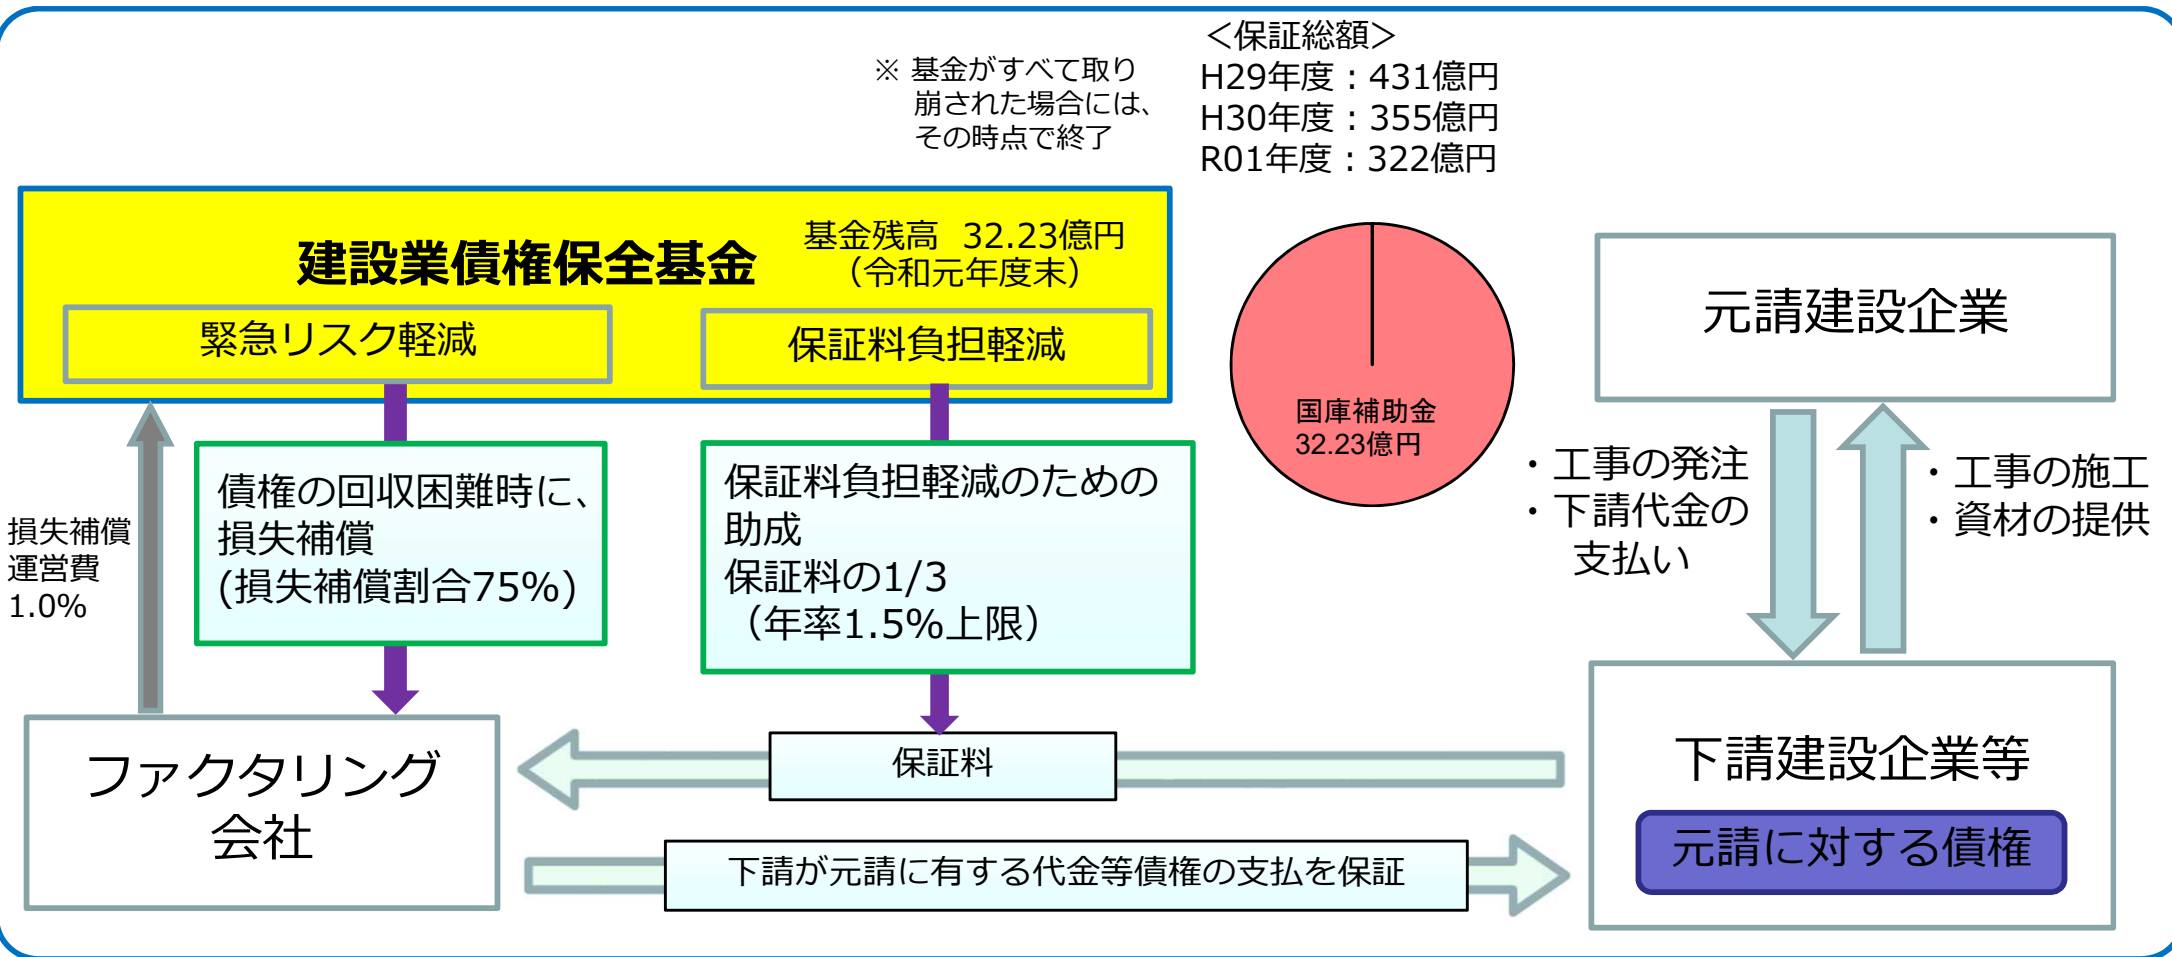 ※ 基金がすべて取り
崩された場合には、
その時点で終了
＜保証総額＞
H29年度：431億円
H30年度：355億円
R01年度：322億円
建設業債権保全基金
基金残高 32.23億円
（令和元年度末）
緊急リスク軽減
保証料負担軽減
国庫補助金
32.23億円
元請建設企業
損失補償
運営費
1.0%
債権の回収困難時に、
損失補償
(損失補償割合75%)
保証料負担軽減のための
助成
保証料の1/3
（年率1.5%上限）
・工事の発注
・下請代金の
支払い
・工事の施工
・資材の提供
ファクタリング
会社
保証料
下請が元請に有する代金等債権の支払を保証
下請建設企業等
元請に対する債権